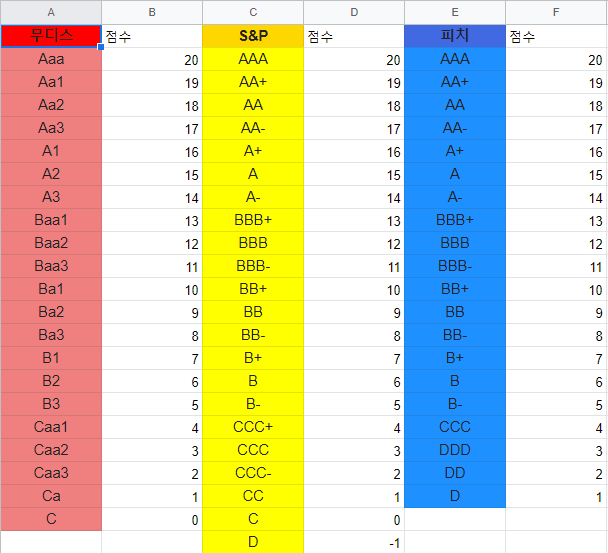 A B C D E F
무디스 점수 S&P 점수 피치 점수
Aaa 20 AAA 20 AAA 20
Aa1 19 AA+ 19 AA+ 19
Aa2 18 AA 18 AA 18
Aa3 17 AA- 17 AA- 17
A1 16 A+ 16 A+ 16
A2 15 A 15 A 15
A3 14 A- 14 A- 14
Baa1 13 BBB+ 13 BBB+ 13
Baa2 12 BBB 12 BBB 12
Baa3 11 BBB- 11 BBB- 11
Ba1 10 BB+ 10 BB+ 10
Ba2 9 BB 9 BB 9
Ba3 8 BB- 8 BB- 8
B1 7 B+ 7 B+ 7
B2 6 B 6 B 6
B3 5 B- 5 B- 5
Caa1 4 CCC+ 4 CCC 4
Caa2 3 CCC 3 DDD 3
Caa3 2 CCC- 2 DD 2
Ca 1 CC 1 D 1
C 0 C 0
D -1